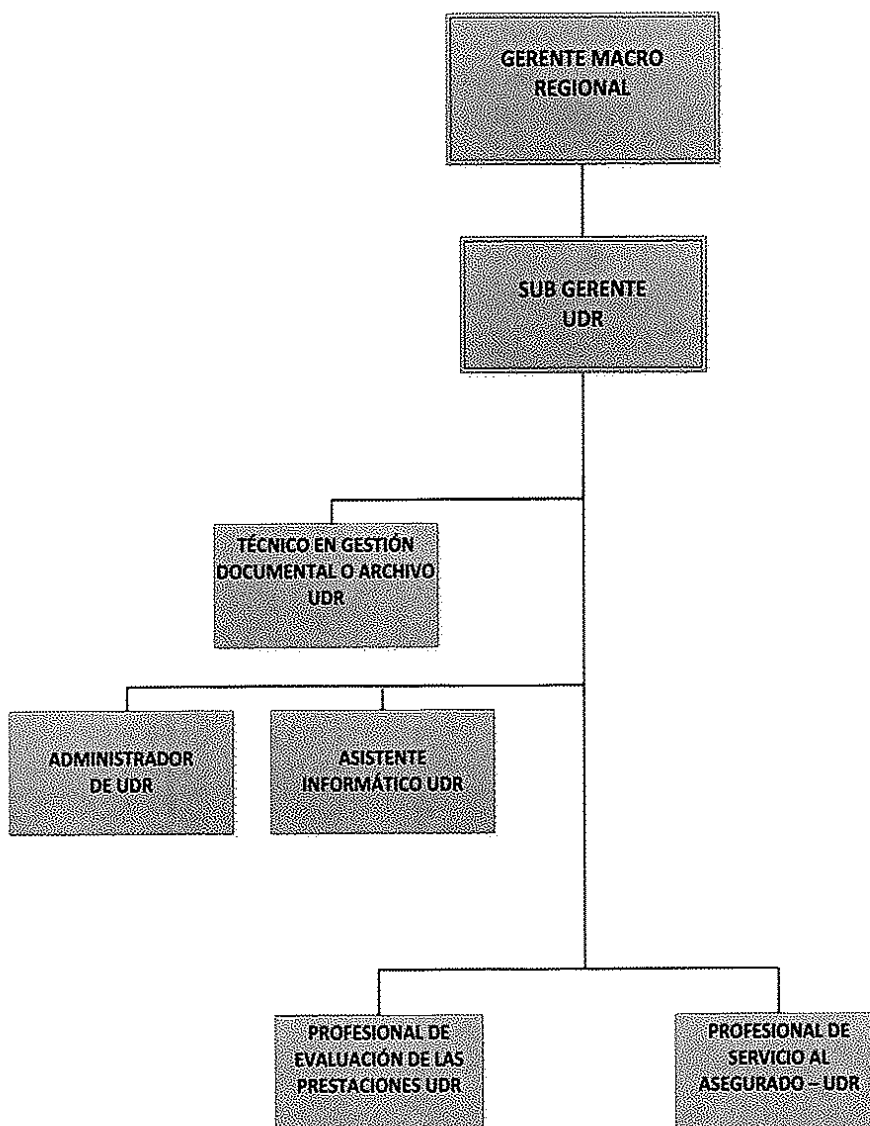 GERENTE MACRO
REGIONAL
SUB GERENTE
UDR
TÉCNICO EN GESTIÓN
DOCUMENTAL O ARCHIVO
UDR
ADMINISTRADOR
DE UDR
ASISTENTE
INFORMÁTICO UDR
PROFESIONAL DE
EVALUACIÓN DE LAS
PRESTACIONES UDR
PROFESIONAL DE
SERVICIO AL
ASEGURADO – UDR